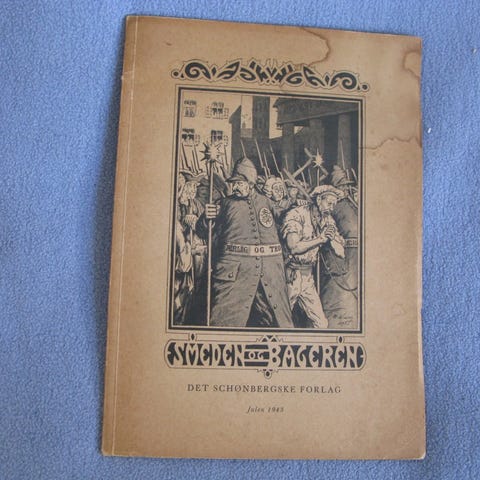 SMEDEN OG BAGEREN
DET SCHØNBERGSKE FORLAG
Julen 1943